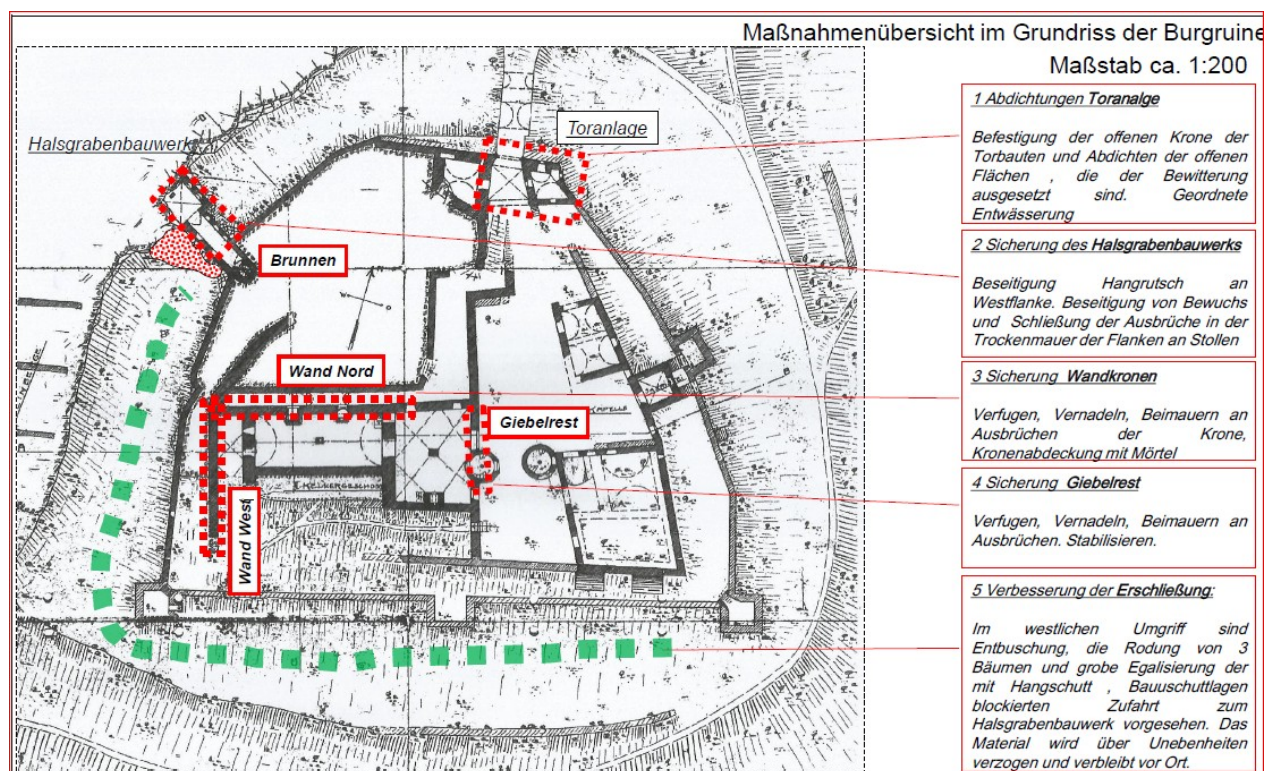 Maßnahmenübersicht im Grundriss der Burgruine
Maßstab ca. 1:200
Halsgrabenbauwerk
Toranlage
Brunnen
Wand Nord
Giebelrest
Wand West
KELLERGESCHOSS
1 Abdichtungen Toranalge
Befestigung der offenen Krone der
Torbauten und Abdichten der offenen
Flächen , die der Bewitterung
ausgesetzt sind. Geordnete
Entwässerung
2 Sicherung des Halsgrabenbauwerks
Beseitigung Hangrutsch an
Westflanke. Beseitigung von Bewuchs
und Schließung der Ausbrüche in der
Trockenmauer der Flanken an Stollen
3 Sicherung Wandkronen
Verfugen, Vernadeln, Beimauern an
Ausbrüchen der Krone,
Kronenabdeckung mit Mörtel
4 Sicherung Giebelrest
Verfugen, Vernadeln, Beimauern an
Ausbrüchen. Stabilisieren.
5 Verbesserung der Erschließung:
Im westlichen Umgriff sind
Entbuschung, die Rodung von 3
Bäumen und grobe Egalisierung der
mit Hangschutt , Bauuschuttlagen
blockierten Zufahrt zum
Halsgrabenbauwerk vorgesehen. Das
Material wird über Unebenheiten
verzogen und verbleibt vor Ort.